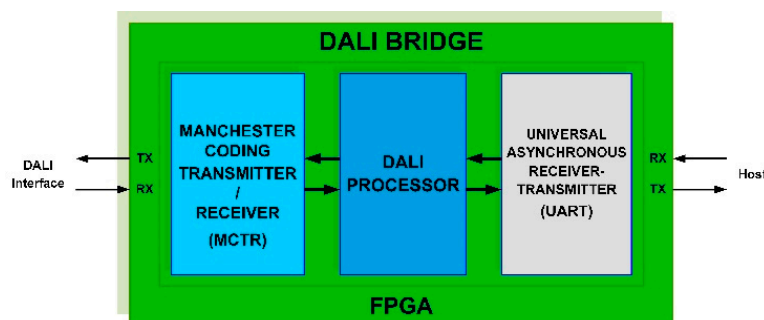 DALI BRIDGE
MANCHESTER
CODING
TRANSMITTER
/
RECEIVER
(MCTR)
DALI
PROCESSOR
UNIVERSAL
ASYNCHRONOUS
RECEIVER-
TRANSMITTER
(UART)
DALI
Interface
TX
RX
RX
TX
Host
FPGA